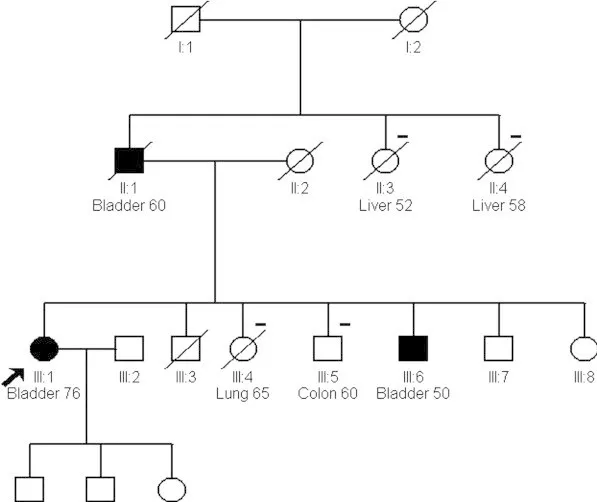 I:1 I:2
II:1 II:2 II:3 II:4
Bladder 60 Liver 52 Liver 58
III:1 III:2 III:3 III:4 III:5 III:6 III:7 III:8
Bladder 76 Lung 65 Colon 60 Bladder 50